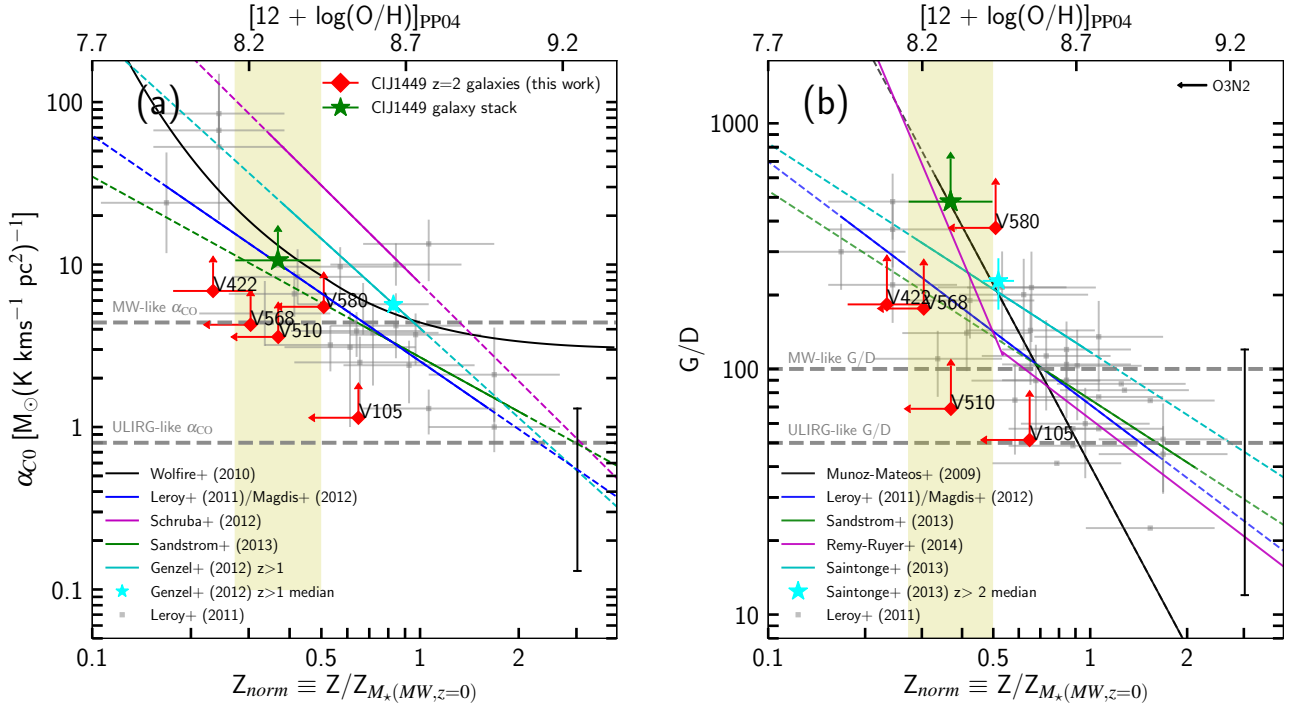 [12 + log(O/H)]PP04
7.7 8.2 8.7 9.2
(a)
CIJ1449 z=2 galaxies (this work)
CIJ1449 galaxy stack
100
10
1
0.1
αC0 [M⊙(K kms−1 pc2)−1]
V422
V580
V568
V510
V105
MW-like αCO
ULIRG-like αCO
Wolfire+ (2010)
Leroy+ (2011)/Magdis+ (2012)
Schruba+ (2012)
Sandstrom+ (2013)
Genzel+ (2012) z>1
Genzel+ (2012) z>1 median
Leroy+ (2011)
0.1 0.5 1 2
Znorm ≡ Z/ZM⋆(MW,z=0)
[12 + log(O/H)]PP04
7.7 8.2 8.7 9.2
(b)
O3N2
1000
100
10
G/D
V580
V422
V568
V510
V105
MW-like G/D
ULIRG-like G/D
Munoz-Mateos+ (2009)
Leroy+ (2011)/Magdis+ (2012)
Sandstrom+ (2013)
Remy-Ruyer+ (2014)
Saintonge+ (2013)
Saintonge+ (2013) z> 2 median
Leroy+ (2011)
0.1 0.5 1 2
Znorm ≡ Z/ZM⋆(MW,z=0)